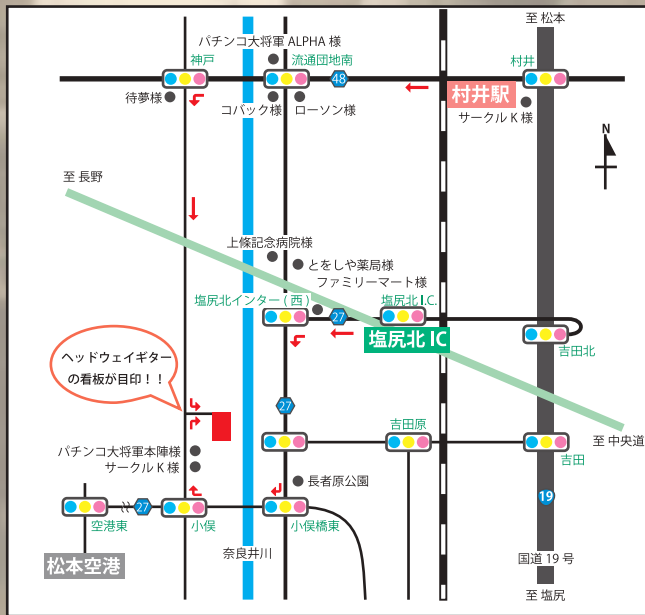 至 松本
パチンコ大将軍 ALPHA 様
神戸
流通団地南
村井
48
待夢様
コバック様
ローソン様
村井駅
サークル K 様
N
至 長野
上條記念病院様
とをしや薬局様
ファミリーマート様
塩尻北インター ( 西 )
塩尻北 I.C.
27
塩尻北 IC
吉田北
ヘッドウェイギター
の看板が目印！！
27
吉田原
至 中央道
パチンコ大将軍本陣様
サークル K 様
吉田
長者原公園
19
27
空港東
小俣
小俣橋東
奈良井川
国道 19 号
松本空港
至 塩尻